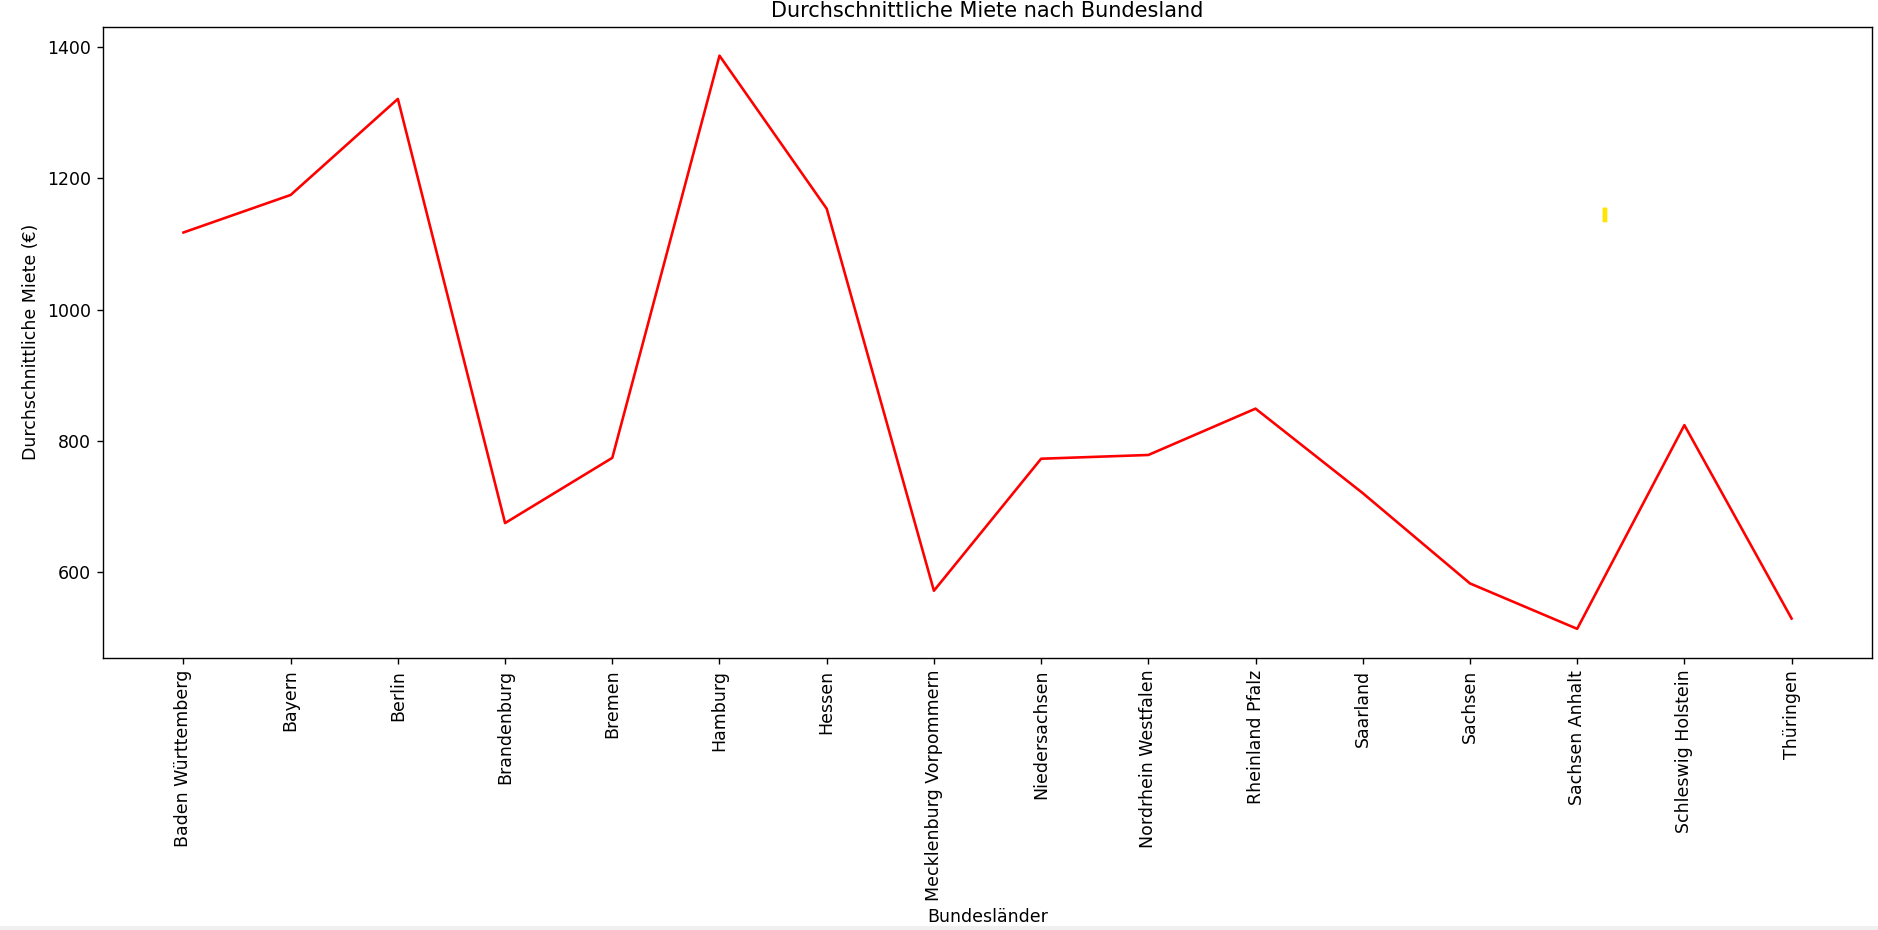 Durchschnittliche Miete nach Bundesland
Durchschnittliche Miete (€)
1400
1200
1000
800
600
Baden Württemberg
Bayern
Berlin
Brandenburg
Bremen
Hamburg
Hessen
Mecklenburg Vorpommern
Niedersachsen
Nordrhein Westfalen
Rheinland Pfalz
Saarland
Sachsen
Sachsen Anhalt
Schleswig Holstein
Thüringen
Bundesländer